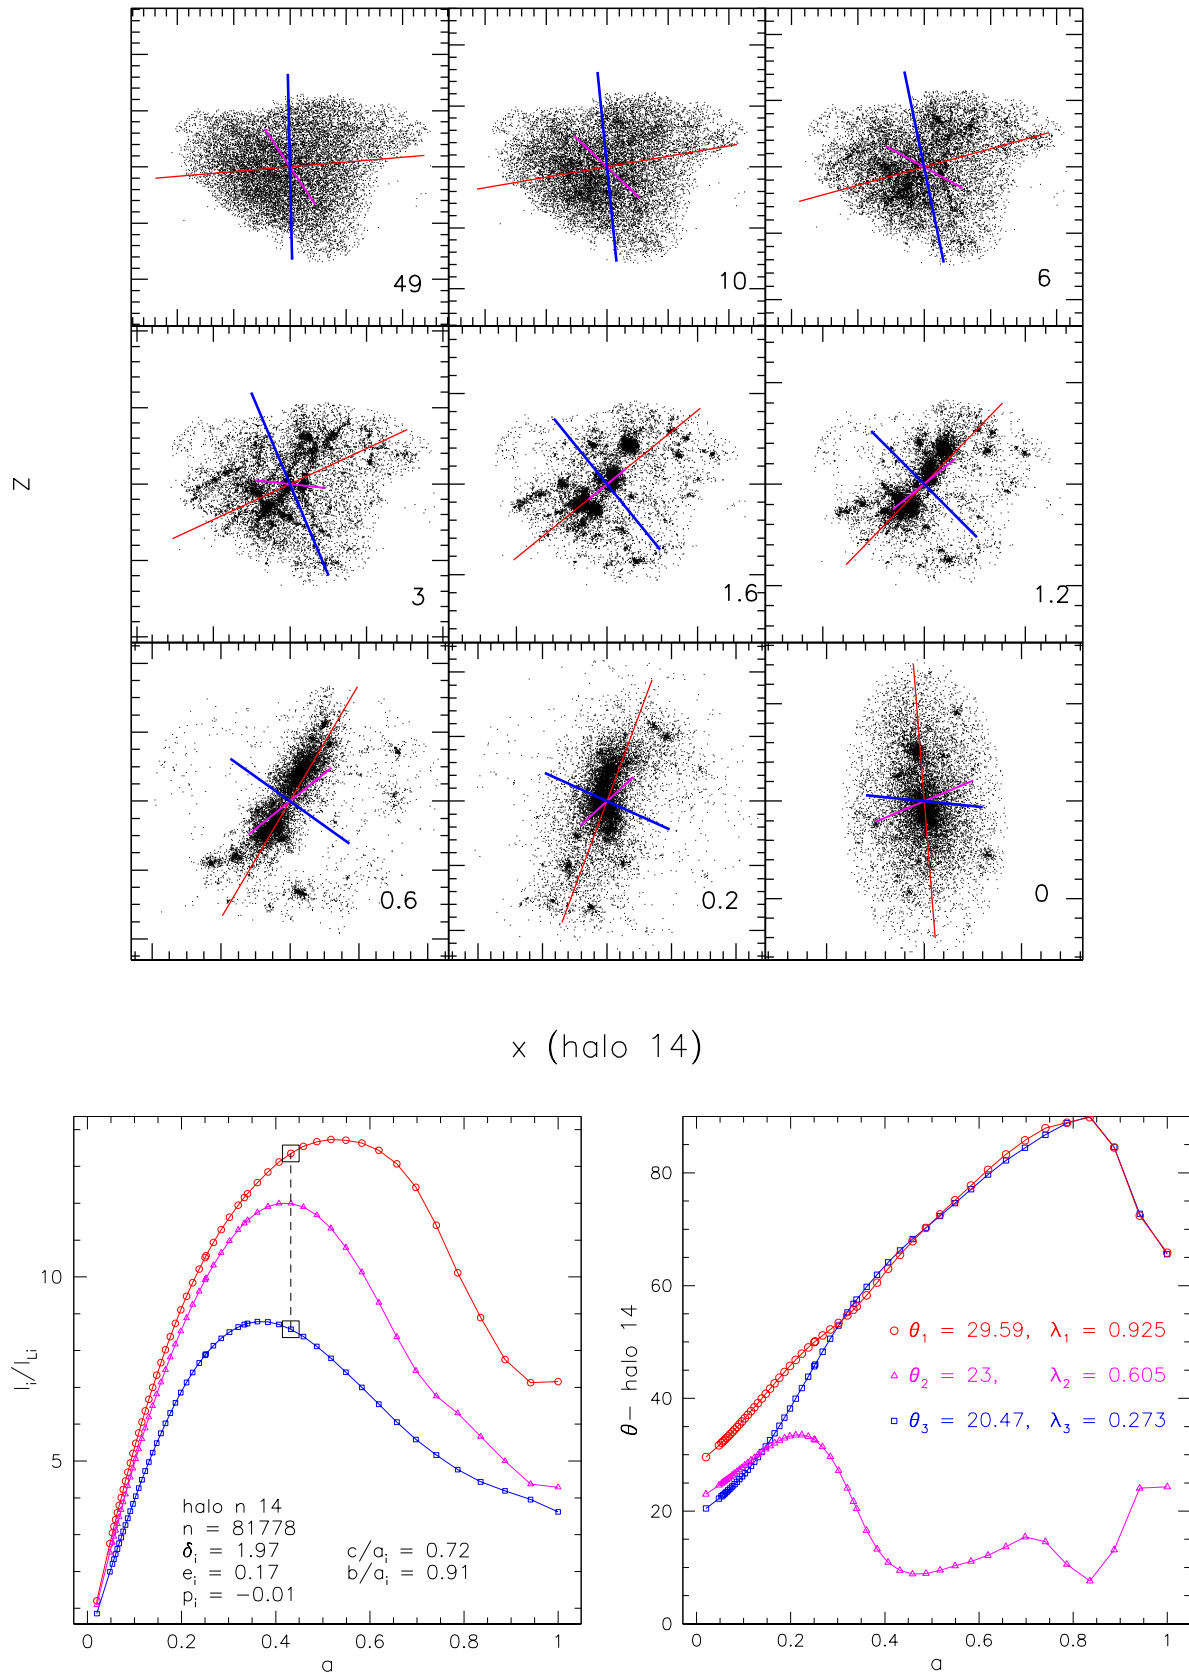 49
10
6
z
3
1.6
1.2
0.6
0.2
0
x (halo 14)
I_i/I_Li
10
5
halo n 14
n = 81778
δ_i = 1.97 c/a_i = 0.72
e_i = 0.17 b/a_i = 0.91
p_i = −0.01
0 0.2 0.4 0.6 0.8 1
a
θ− halo 14
80
60
40
20
0
θ_1 = 29.59, λ_1 = 0.925
θ_2 = 23, λ_2 = 0.605
θ_3 = 20.47, λ_3 = 0.273
0 0.2 0.4 0.6 0.8 1
a